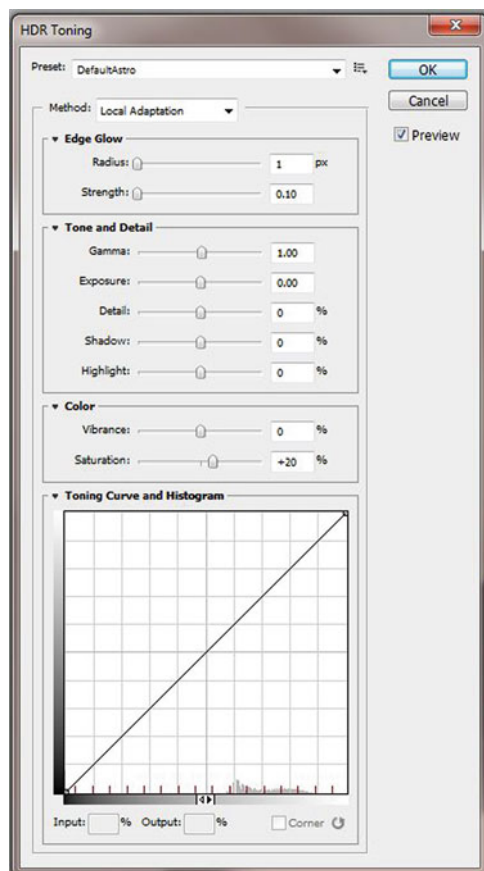 HDR Toning
Preset: DefaultAstro
OK
Cancel
Preview
Method: Local Adaptation
Edge Glow
Radius: 1 px
Strength: 0.10
Tone and Detail
Gamma: 1.00
Exposure: 0.00
Detail: 0 %
Shadow: 0 %
Highlight: 0 %
Color
Vibrance: 0 %
Saturation: +20 %
Toning Curve and Histogram
Input: % Output: % Corner